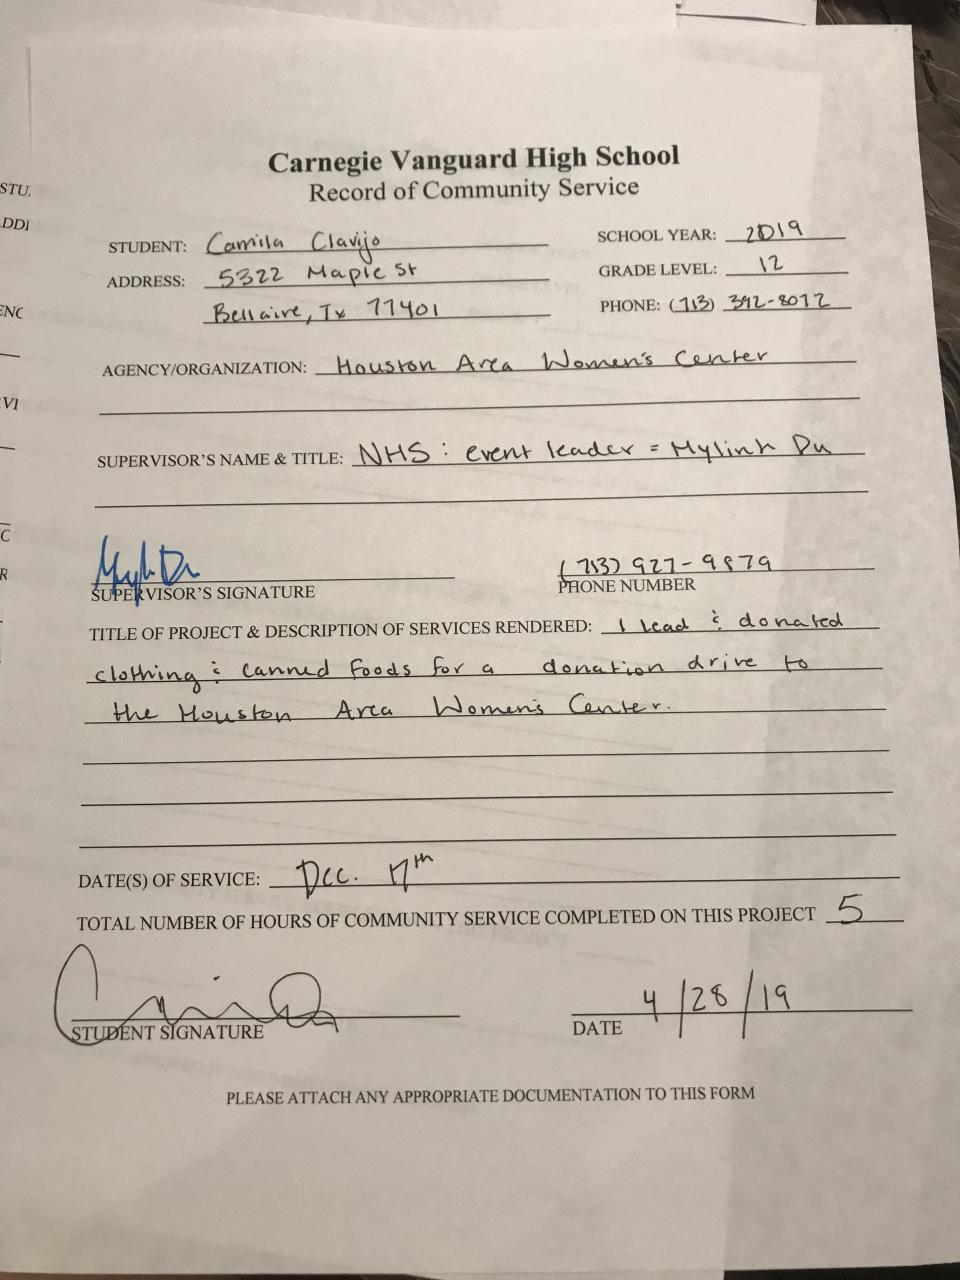 Carnegie Vanguard High School
Record of Community Service
STUDENT: Camila Clavijo SCHOOL YEAR: 2019
ADDRESS: 5322 Maple St GRADE LEVEL: 12
Bellaire, Tx 77401 PHONE: (713) 392-8072
AGENCY/ORGANIZATION: Houston Area Women's Center
SUPERVISOR'S NAME & TITLE: NHS: event leader = Mylinh Du
(713) 927-9879
SUPERVISOR'S SIGNATURE PHONE NUMBER
TITLE OF PROJECT & DESCRIPTION OF SERVICES RENDERED: I lead & donated
clothing & canned foods for a donation drive to
the Houston Area Women's Center.
DATE(S) OF SERVICE: Dec. 17th
TOTAL NUMBER OF HOURS OF COMMUNITY SERVICE COMPLETED ON THIS PROJECT 5
4/28/19
STUDENT SIGNATURE DATE
PLEASE ATTACH ANY APPROPRIATE DOCUMENTATION TO THIS FORM